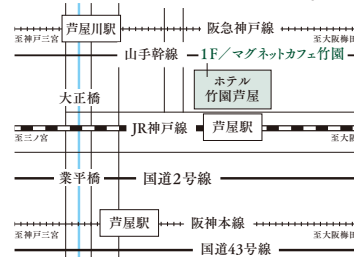 芦屋川駅
阪急神戸線
至神戸三宮
至大阪梅田
山手幹線
1F／マグネットカフェ竹園
ホテル
竹園芦屋
大正橋
JR神戸線
芦屋駅
至三ノ宮
至大阪
業平橋
国道2号線
芦屋駅
阪神本線
至神戸三宮
至大阪梅田
国道43号線